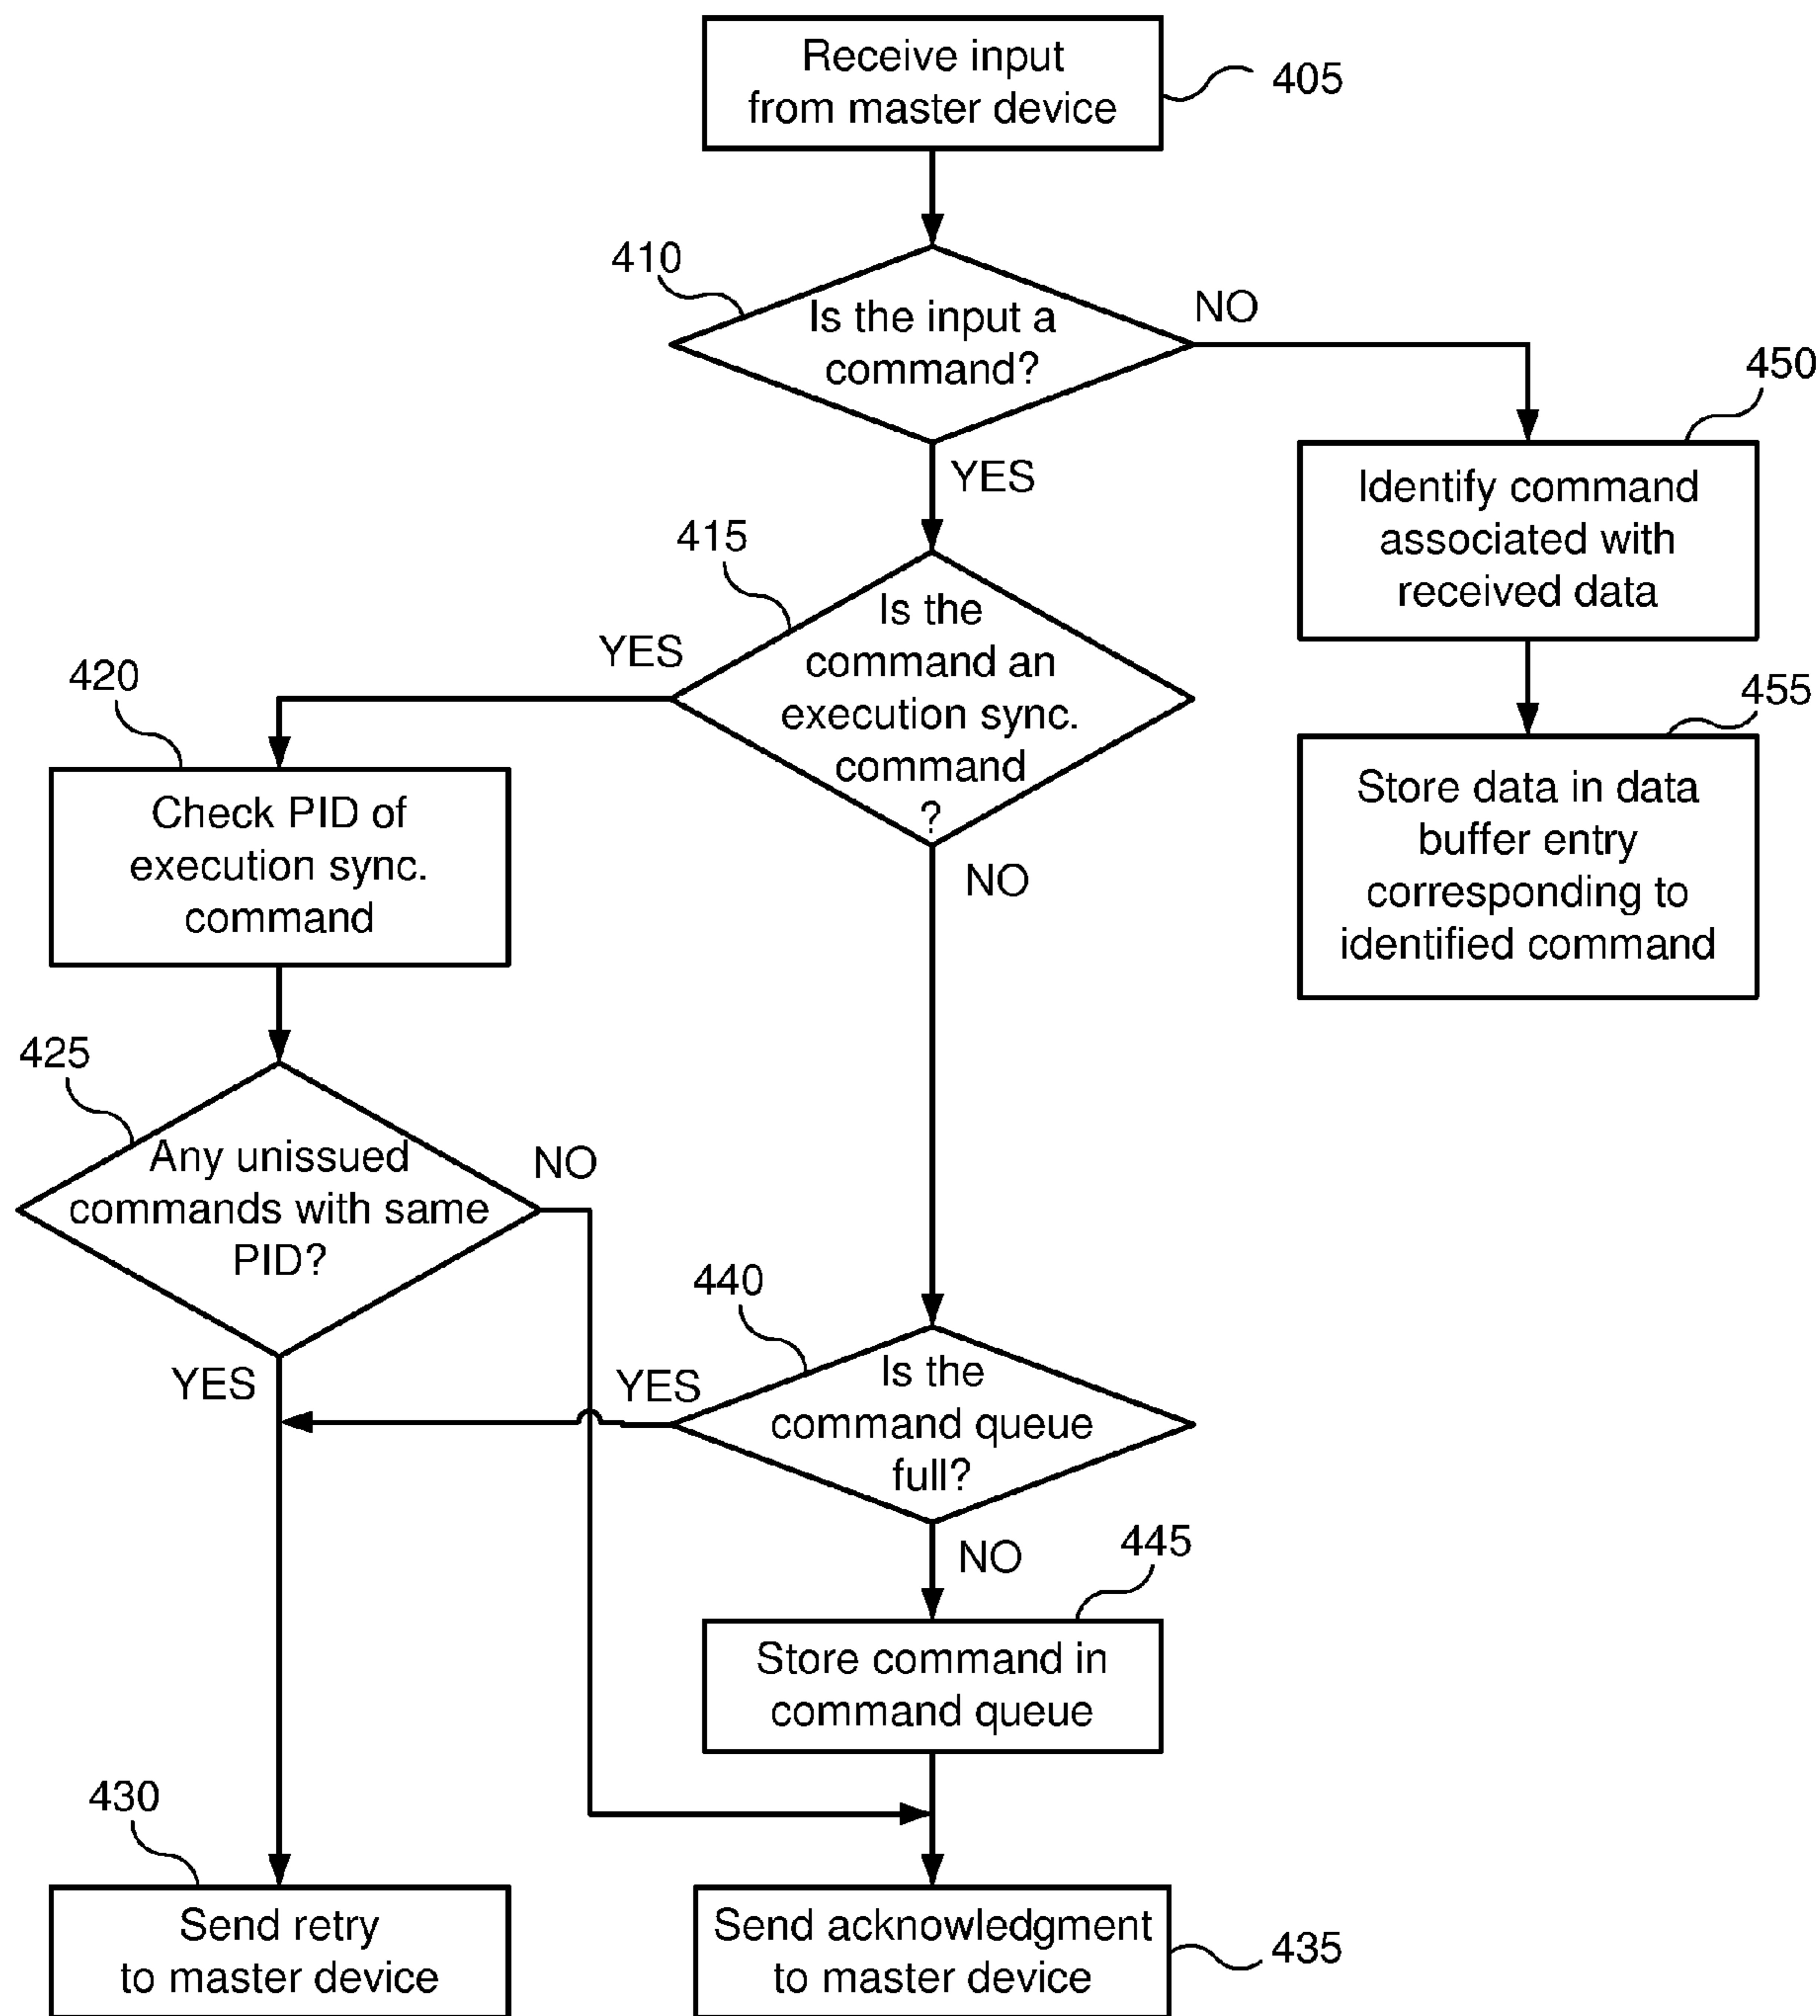 Receive input
from master device
405
410
Is the input a
command?
NO
YES
450
Identify command
associated with
received data
415
Is the
command an
execution sync.
command
?
YES
NO
455
Store data in data
buffer entry
corresponding to
identified command
420
Check PID of
execution sync.
command
425
Any unissued
commands with same
PID?
NO
YES
440
Is the
command queue
full?
YES
NO
445
Store command in
command queue
430
Send retry
to master device
Send acknowledgment
to master device
435